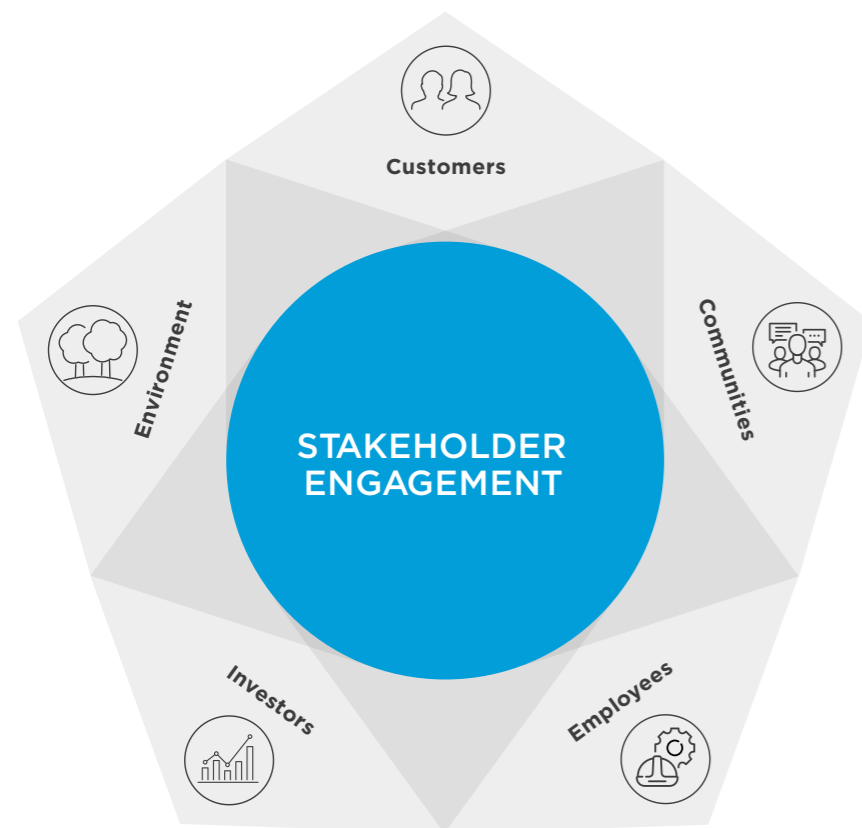 Customers
Environment
Communities
STAKEHOLDER
ENGAGEMENT
Investors
Employees